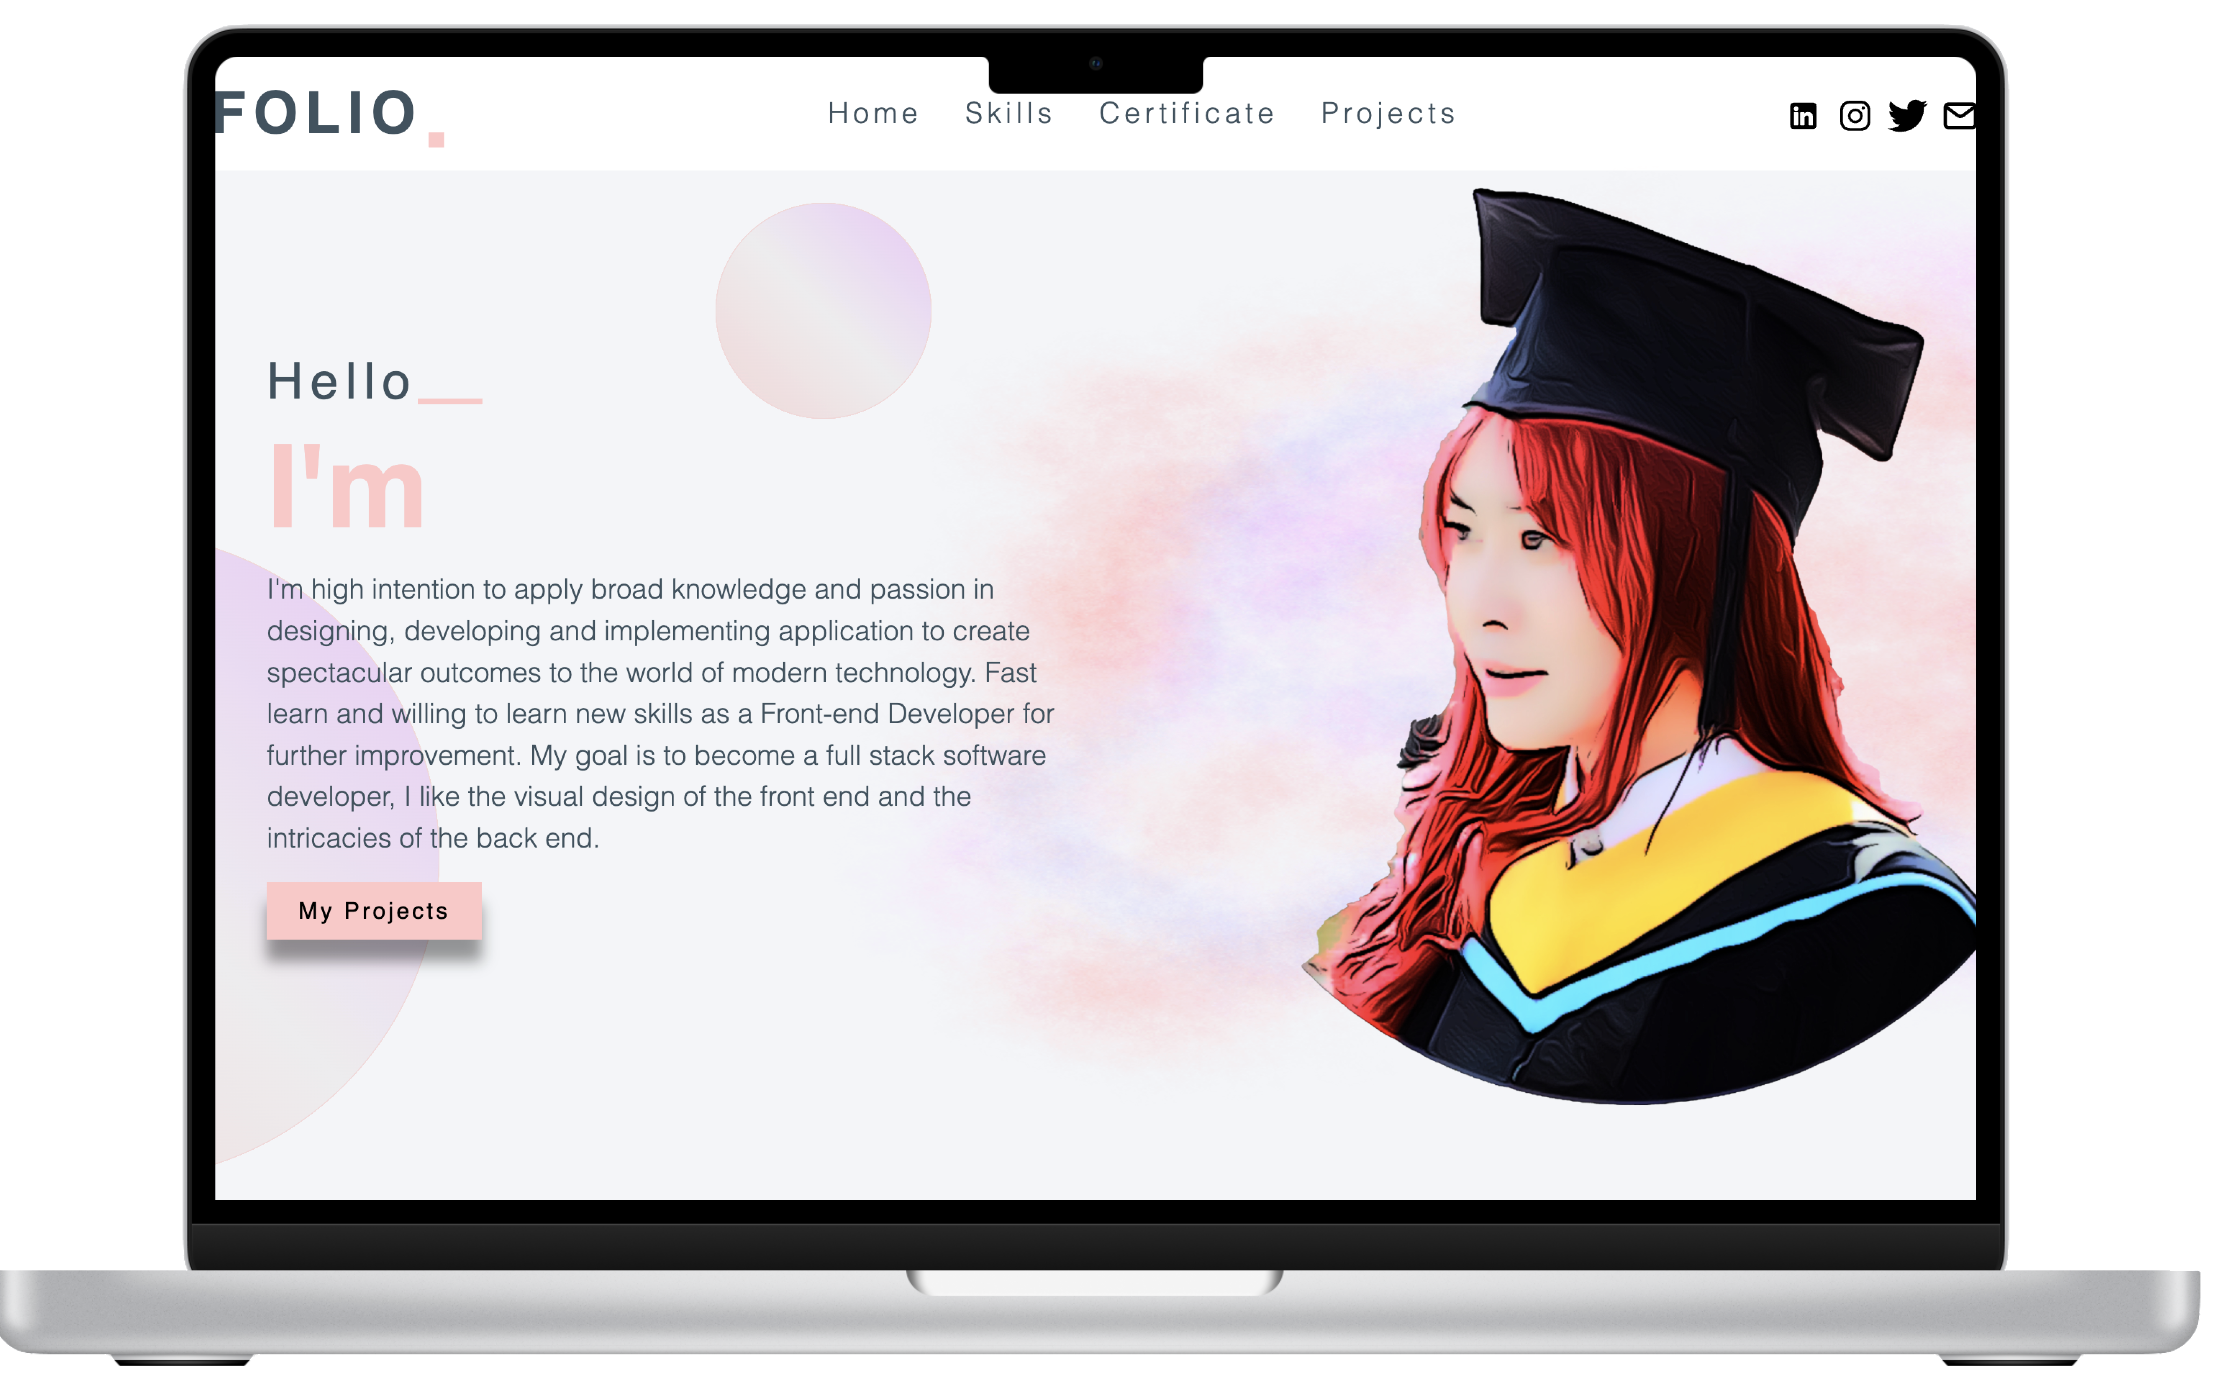 FOLIO.
Home Skills Certificate Projects
Hello__
I'm
I'm high intention to apply broad knowledge and passion in
designing, developing and implementing application to create
spectacular outcomes to the world of modern technology. Fast
learn and willing to learn new skills as a Front-end Developer for
further improvement. My goal is to become a full stack software
developer, I like the visual design of the front end and the
intricacies of the back end.
My Projects